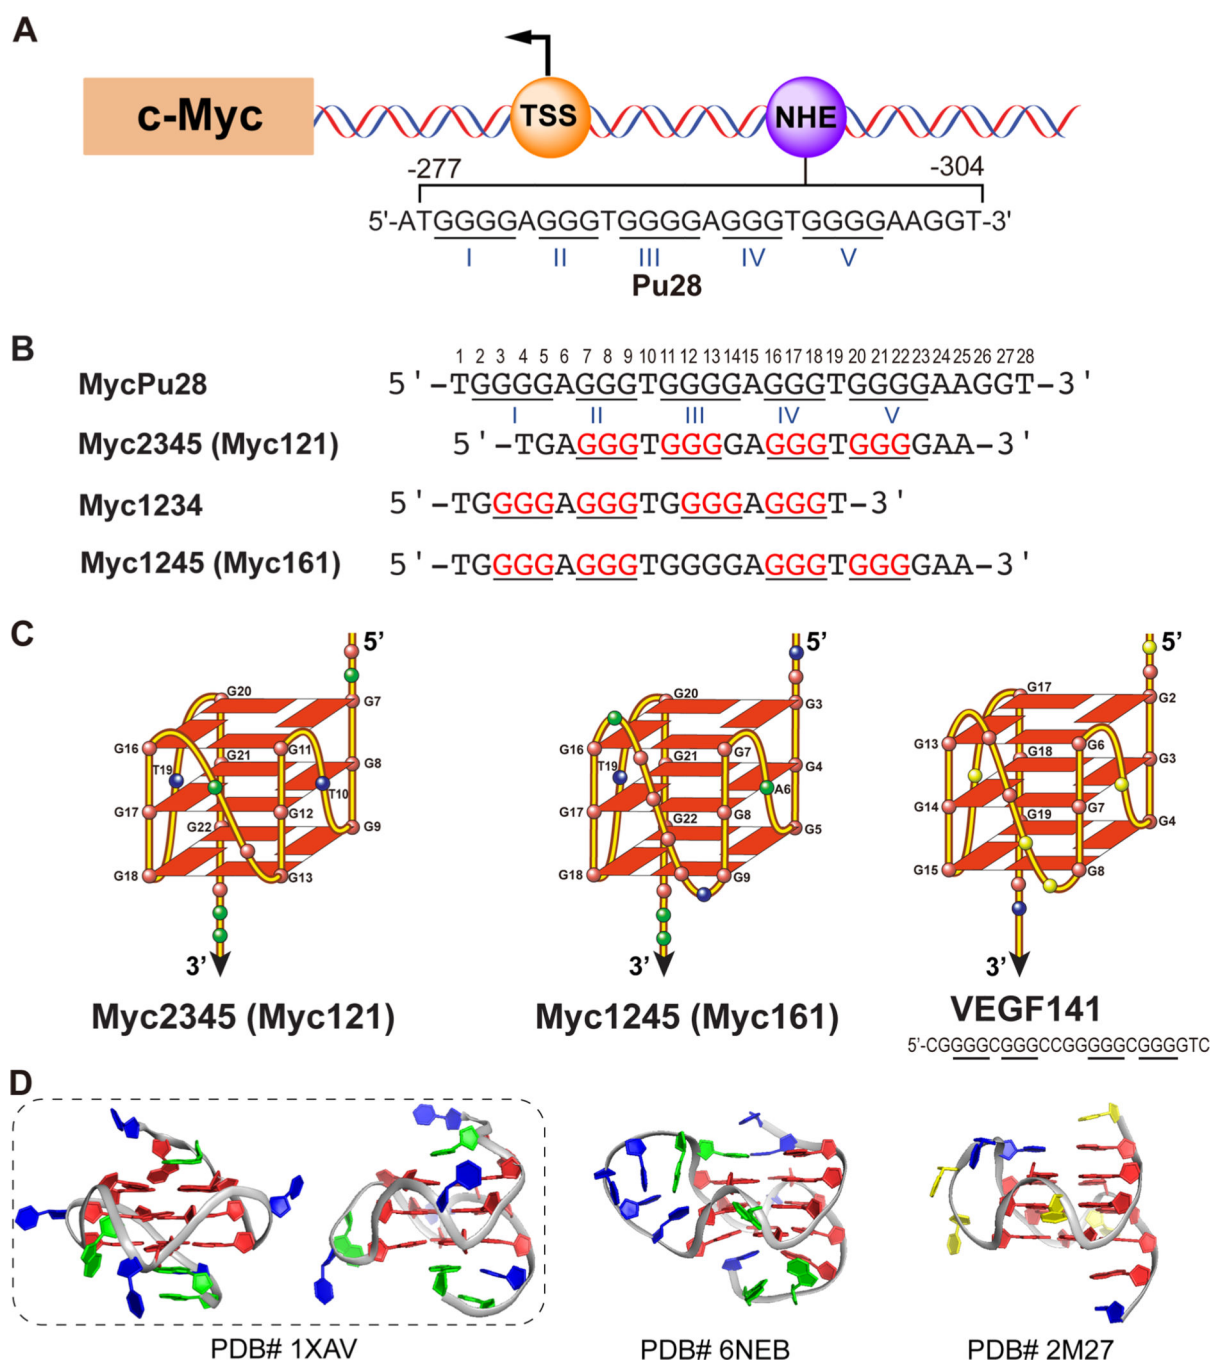 A
c-Myc
TSS
NHE
-277
-304
5'-ATGGGGAGGGTGGGGAGGGTGGGGAAGGT-3'
I II III IV V
Pu28
B
1 2 3 4 5 6 7 8 9 10 11 12 13 14 15 16 17 18 19 20 21 22 23 24 25 26 27 28
MycPu28 5'-TGGGGAGGGTGGGGAGGGTGGGGAAGGT-3'
I II III IV V
Myc2345 (Myc121) 5'-TGAGGGTGGGGAGGGTGGGGAA-3'
Myc1234 5'-TGGGGAGGGTGGGGAGGGT-3'
Myc1245 (Myc161) 5'-TGGGGAGGGTGGGGAGGGTGGGGAA-3'
C
5’ 5’ 5’
G20 G7
G16 G11
T19 G21 G8
T10
G17 G12
G22 G9
G18 G13
3’
G20 G3
G16 G7
T19 G21 G4
A6
G17 G8
G22 G5
G18 G9
3’
G17 G2
G13 G6
G18 G3
G14 G7
G19 G4
G15 G8
3’
Myc2345 (Myc121)
Myc1245 (Myc161)
VEGF141
5'-CGGGGCGGGCCGGGGGCGGGGTC
D
PDB# 1XAV
PDB# 6NEB
PDB# 2M27